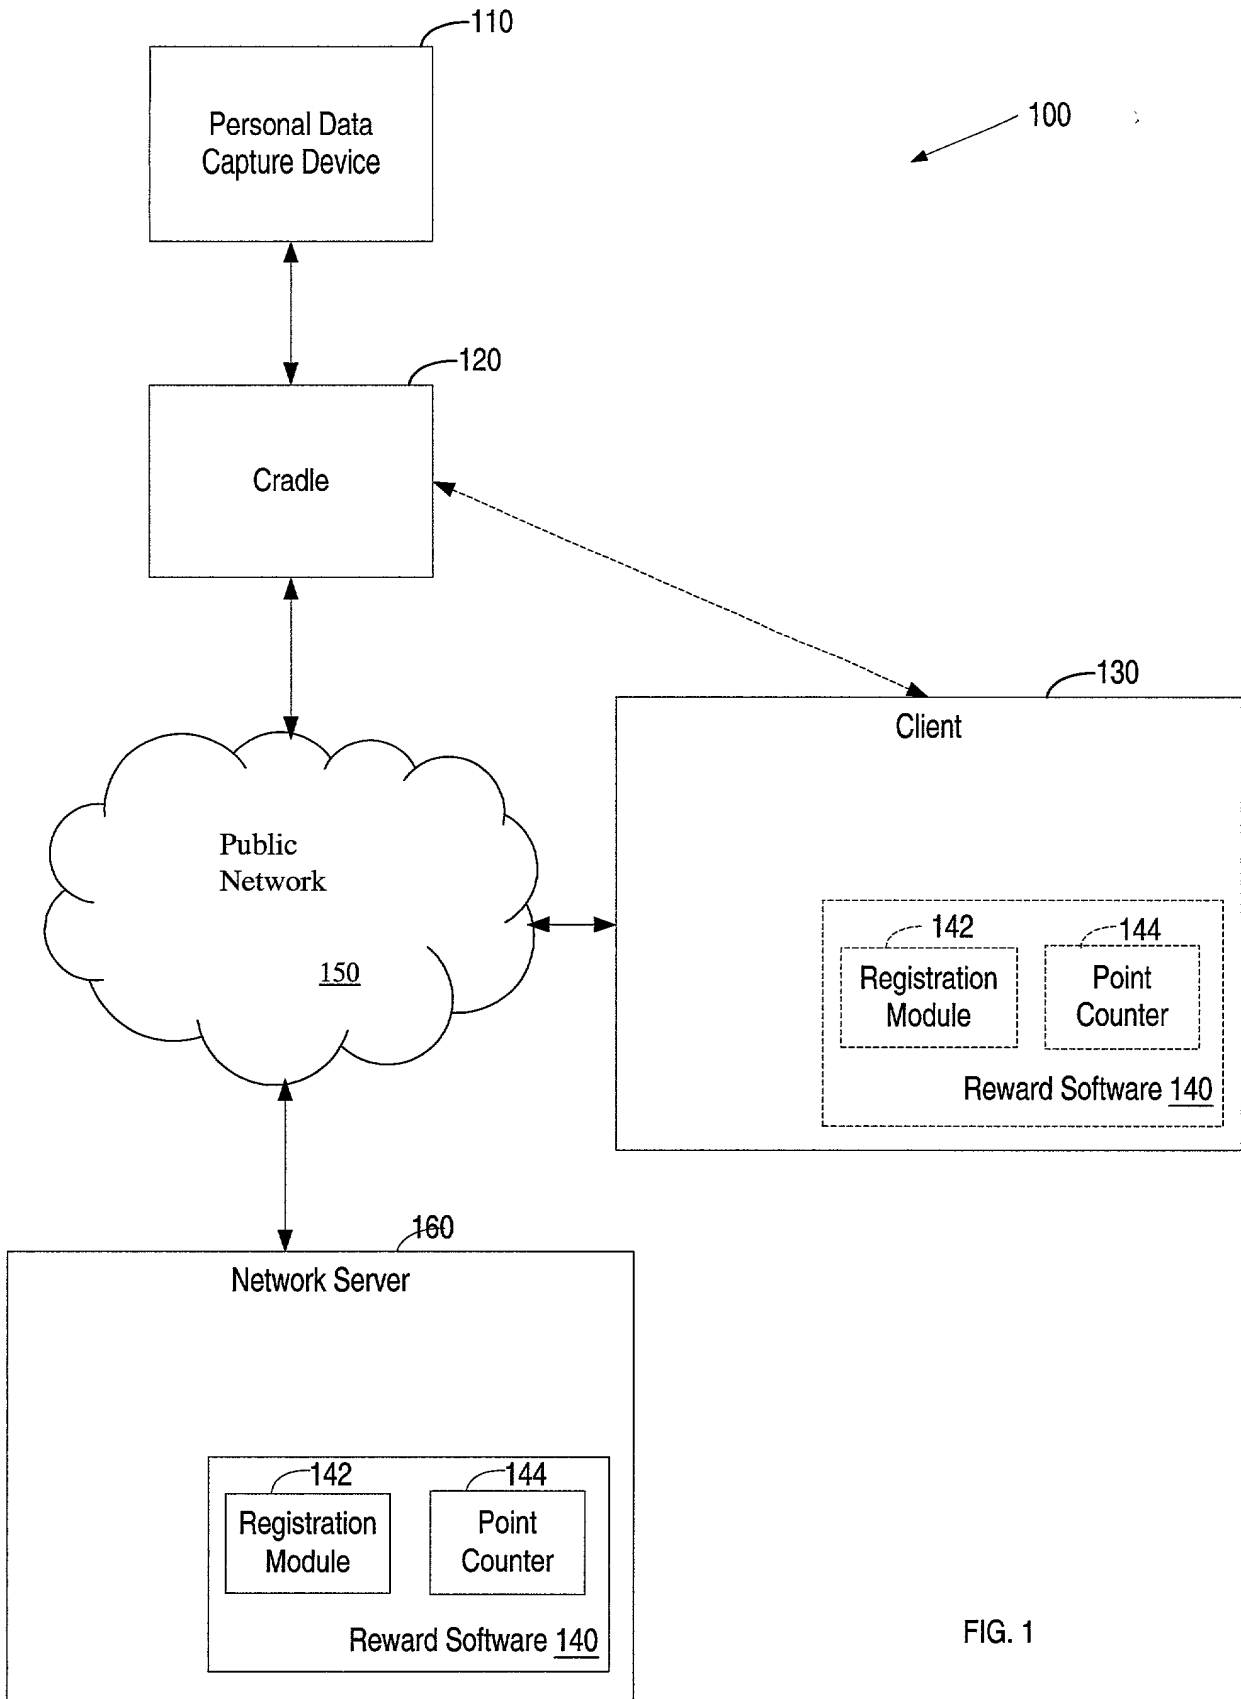 110
Personal Data
Capture Device
100
120
Cradle
130
Client
Public
Network
150
142
144
Registration
Module
Point
Counter
Reward Software 140
160
Network Server
142
144
Registration
Module
Point
Counter
Reward Software 140
FIG. 1